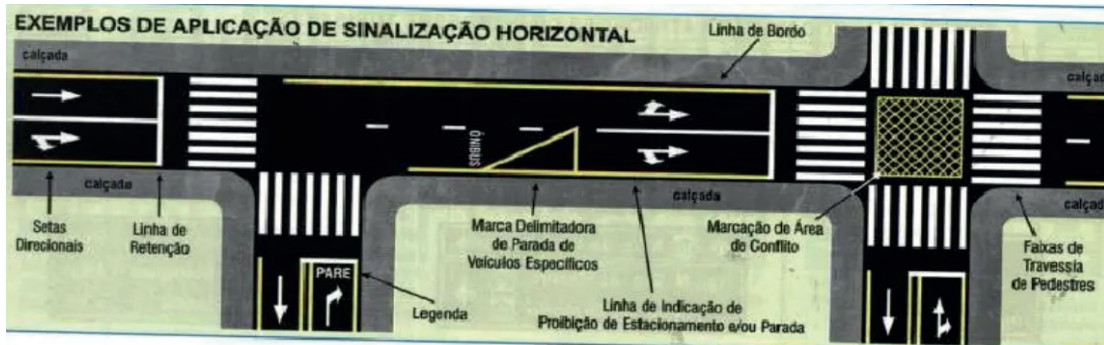 EXEMPLOS DE APLICAÇÃO DE SINALIZAÇÃO HORIZONTAL
Linha de Bordo
calçada
calçad
ÔNIBUS
calçada
calçada
calçad
Setas
Direcionais
Linha de
Retenção
PARE
Legenda
Marca Delimitadora
de Parada de
Veículos Específicos
Linha de Indicação de
Proibição de Estacionamento e/ou Parada
Marcação de Área
de Conflito
Faixas de
Travessia
de Pedestres